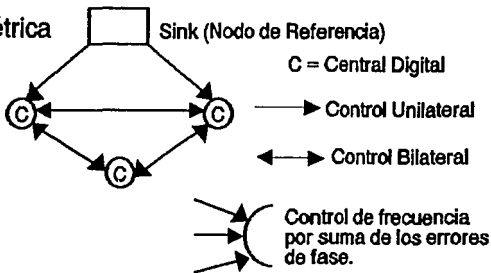 étrica
Sink (Nodo de Referencia)
C = Central Digital
C
C
Control Unilateral
Control Bilateral
C
Control de frecuencia
por suma de los errores
de fase.